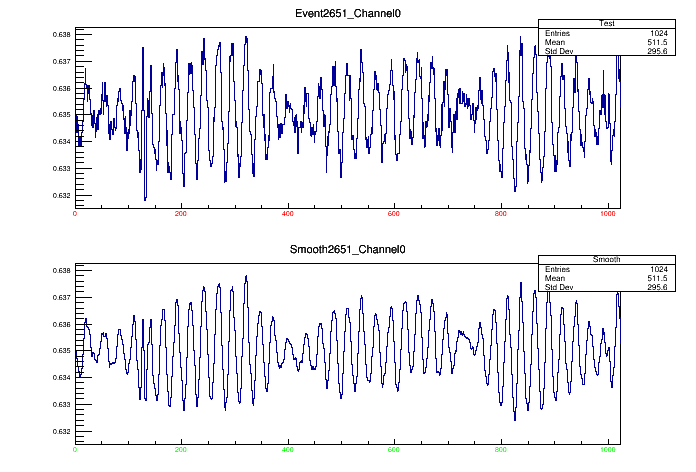 Event2651_Channel0
Test
Entries 1024
Mean 511.5
Std Dev 295.6
0.638
0.637
0.636
0.635
0.634
0.633
0.632
0 200 400 600 800 1000
Smooth2651_Channel0
Smooth
Entries 1024
Mean 511.5
Std Dev 295.6
0.638
0.637
0.636
0.635
0.634
0.633
0.632
0 200 400 600 800 1000